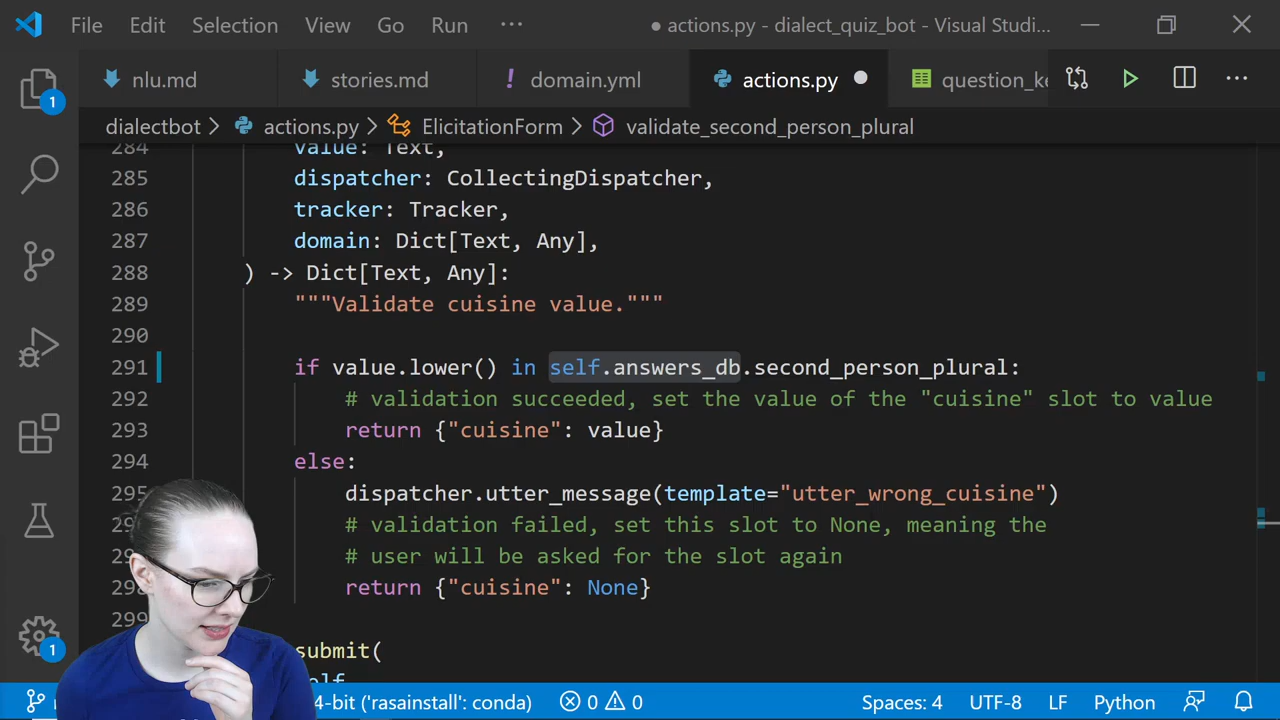 File Edit Selection View Go Run ··· ● actions.py - dialect_quiz_bot - Visual Studi...
nlu.md stories.md ! domain.yml actions.py question_ke
dialectbot > actions.py > ElicitationForm > validate_second_person_plural
284 value: Text,
285 dispatcher: CollectingDispatcher,
286 tracker: Tracker,
287 domain: Dict[Text, Any],
288 ) -> Dict[Text, Any]:
289 """Validate cuisine value."""
290
291 if value.lower() in self.answers_db.second_person_plural:
292 # validation succeeded, set the value of the "cuisine" slot to value
293 return {"cuisine": value}
294 else:
295 dispatcher.utter_message(template="utter_wrong_cuisine")
# validation failed, set this slot to None, meaning the
# user will be asked for the slot again
298 return {"cuisine": None}
299
submit(
self
1
1
4-bit ('rasainstall': conda) 0 0 Spaces: 4 UTF-8 LF Python